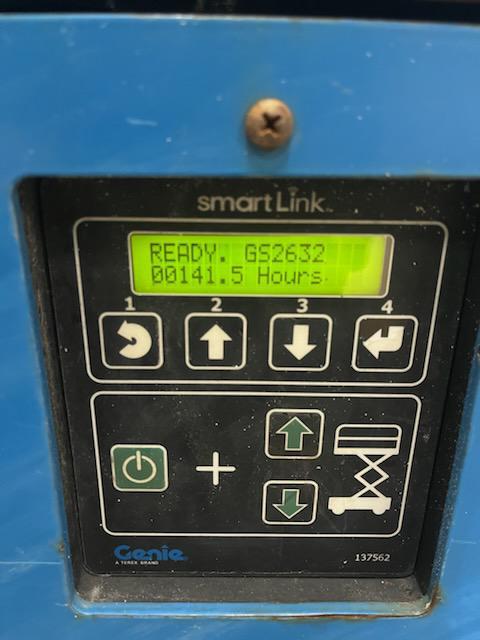 smartLink
READY. GS2632
00141.5 Hours
1 2 3 4
+
Genie
A TEREX BRAND
137562